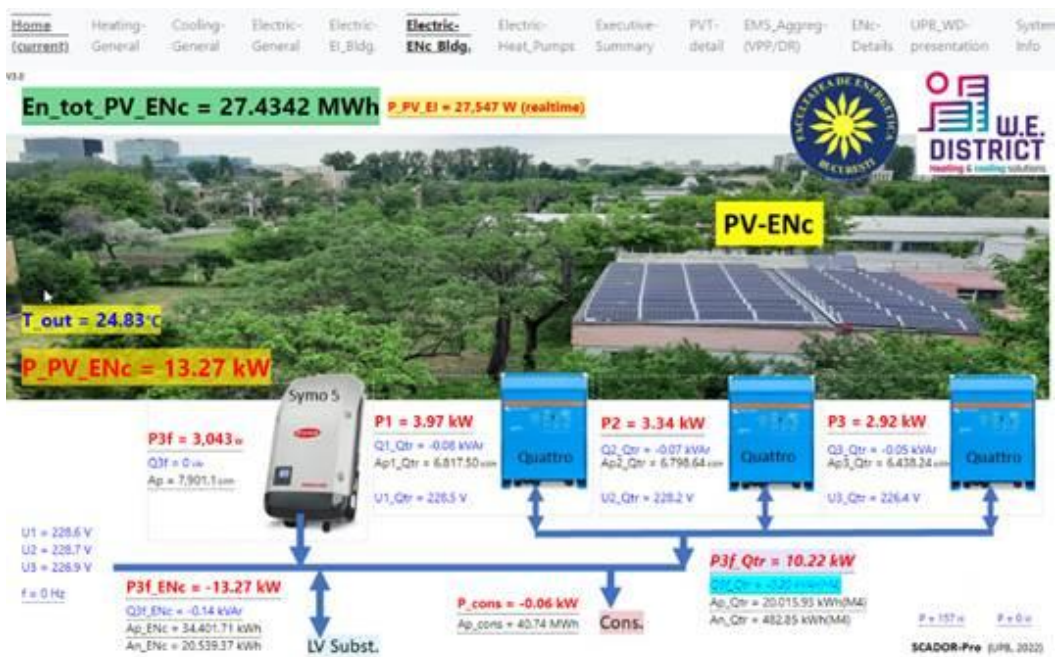 Home (current)
Heating-General
Cooling-General
Electric-General
Electric-El_Bldg.
Electric-ENc_Bldg.
Electric-Heat_Pumps
Executive-Summary
PVT-detail
EMS_Aggreg-(VPP/DR)
ENc-Details
UPB_WD-presentation
System Info
En_tot_PV_ENc = 27.4342 MWh
P_PV_El = 27,547 W (realtime)
FACULTATEA DE ENERGETICA
BUCURESTI
W.E.
DISTRICT
Heating & cooling solutions
PV-ENc
T_out = 24.83°C
P_PV_ENc = 13.27 kW
Symo 5
P3f = 3,043 w
Q3f = 0
Ap = 7,901.1
P1 = 3.97 kW
Q1_Qtr = -0.08 kVAr
Ap1_Qtr = 6.817.50
U1_Qtr = 228.5 V
Quattro
P2 = 3.34 kW
Q2_Qtr = -0.07 kVAr
Ap2_Qtr = 6.798.64
U2_Qtr = 228.2 V
Quattro
P3 = 2.92 kW
Q3_Qtr = -0.05 kVAr
Ap3_Qtr = 6.438.24
U3_Qtr = 226.4 V
Quattro
U1 = 228.6 V
U2 = 228.7 V
U3 = 226.9 V
f = 0 Hz
P3f_ENc = -13.27 kW
Q3f_ENc = -0.14 kVAr
Ap_ENc = 34.401.71 kWh
An_ENc = 20.539.37 kWh
LV Subst.
P_cons = -0.06 kW
Ap_cons = 40.74 MWh
Cons.
P3f_Qtr = 10.22 kW
Ap_Qtr = 20.015.93 kWh(M4)
An_Qtr = 482.85 kWh(M4)
P = 157
P = 0
SCADOR-Pro (UPB, 2022)